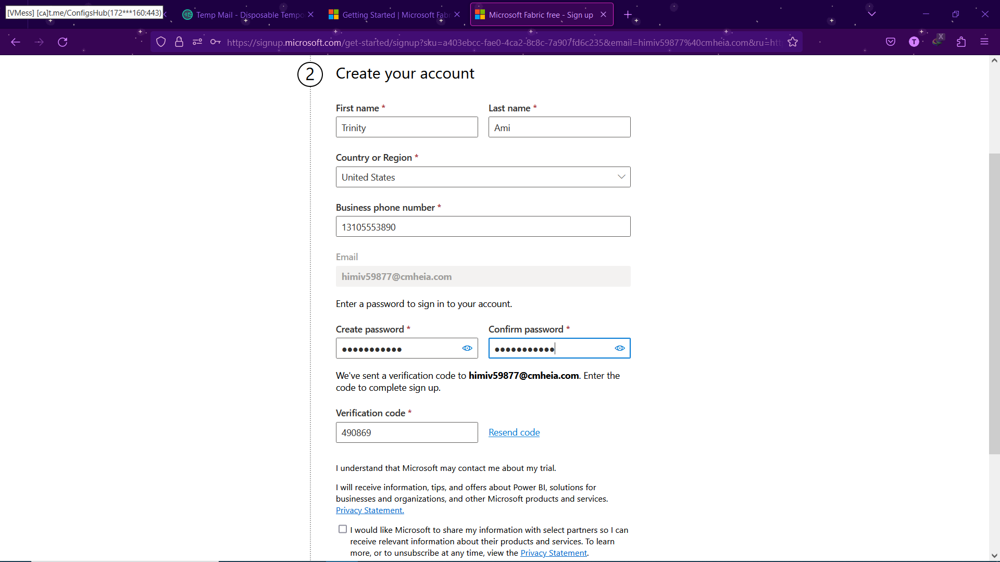 [VMess] [cA]t.me/ConfigsHub(172***160:443)
Temp Mail - Disposable Tempo
Getting Started | Microsoft Fabr
Microsoft Fabric free - Sign up
https://signup.microsoft.com/get-started/signup?sku=a403ebcc-fae0-4ca2-8c8c-7a907fd6c235&email=himiv59877%40cmheia.com&ru=htt
T
X
2
Create your account
First name *
Last name *
Trinity
Ami
Country or Region *
United States
Business phone number *
13105553890
Email
himiv59877@cmheia.com
Enter a password to sign in to your account.
Create password *
Confirm password *
●●●●●●●●●●●
●●●●●●●●●●●
We've sent a verification code to himiv59877@cmheia.com. Enter the
code to complete sign up.
Verification code *
490869
Resend code
I understand that Microsoft may contact me about my trial.
I will receive information, tips, and offers about Power BI, solutions for
businesses and organizations, and other Microsoft products and services.
Privacy Statement.
I would like Microsoft to share my information with select partners so I can
receive relevant information about their products and services. To learn
more, or to unsubscribe at any time, view the Privacy Statement.